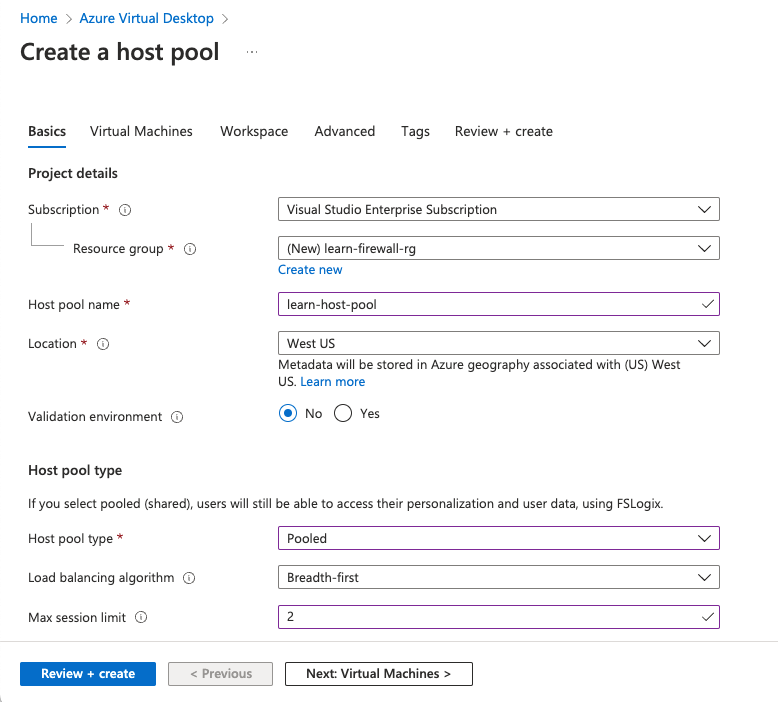 Home > Azure Virtual Desktop >
Create a host pool ...
Basics Virtual Machines Workspace Advanced Tags Review + create
Project details
Subscription * Visual Studio Enterprise Subscription
Resource group * (New) learn-firewall-rg
Create new
Host pool name * learn-host-pool
Location * West US
Metadata will be stored in Azure geography associated with (US) West
US. Learn more
Validation environment No Yes
Host pool type
If you select pooled (shared), users will still be able to access their personalization and user data, using FSLogix.
Host pool type * Pooled
Load balancing algorithm Breadth-first
Max session limit 2
Review + create < Previous Next: Virtual Machines >